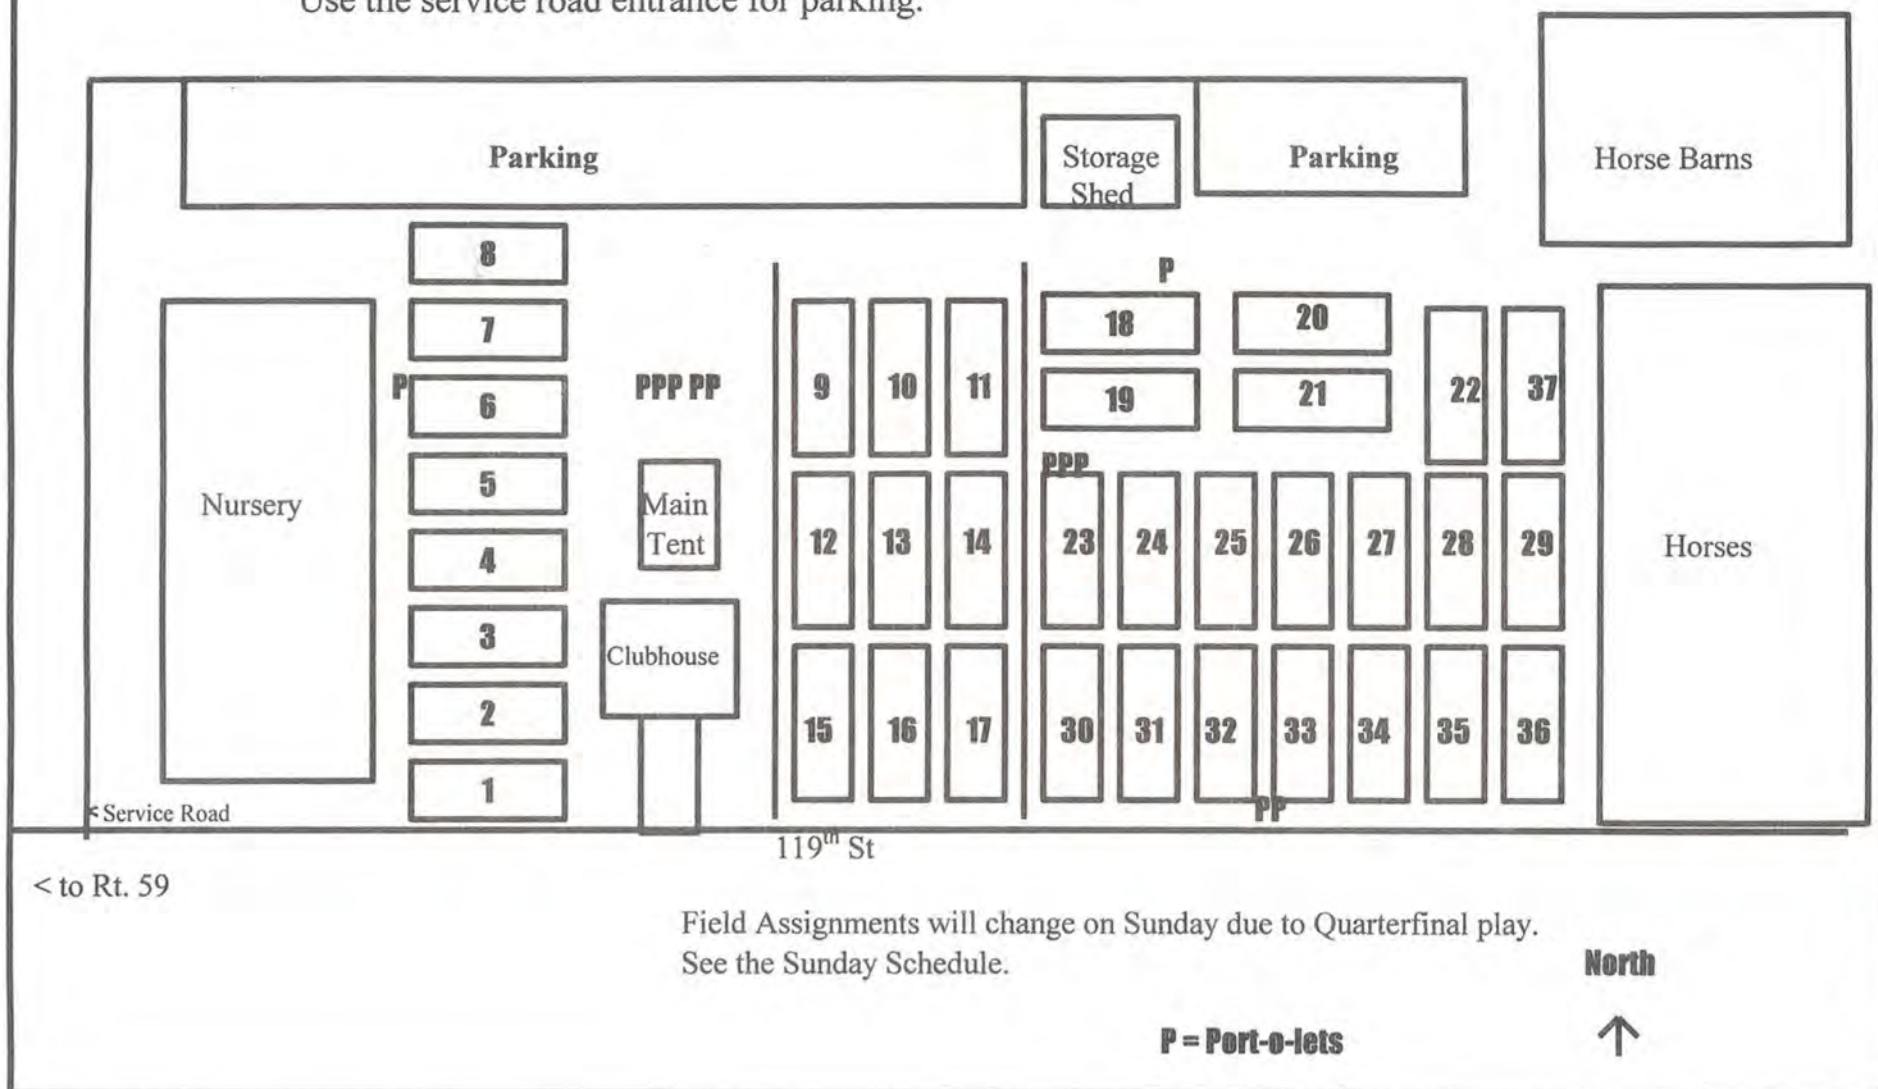 Use the service road entrance for parking.
Parking
Storage
Shed
Parking
Horse Barns
8
P
7
18
20
P
PPP PP
9
10
11
19
21
22
37
6
PPP
5
Nursery
Main
Tent
12
13
14
23
24
25
26
27
28
29
Horses
4
3
Clubhouse
2
15
16
17
30
31
32
33
34
35
36
1
PP
< Service Road
119th St
< to Rt. 59
Field Assignments will change on Sunday due to Quarterfinal play.
See the Sunday Schedule.
North
P = Port-o-lets